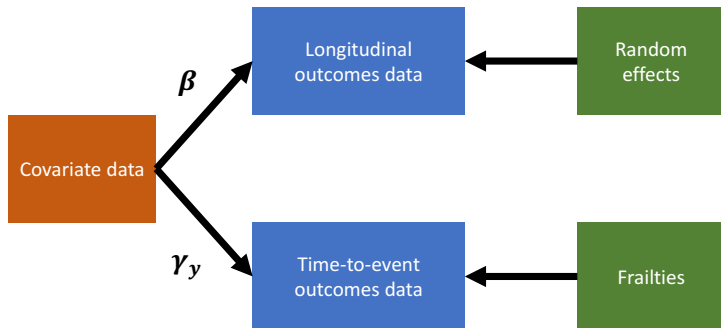 Longitudinal
outcomes data
Random
effects
β
Covariate data
γy
Time-to-event
outcomes data
Frailties